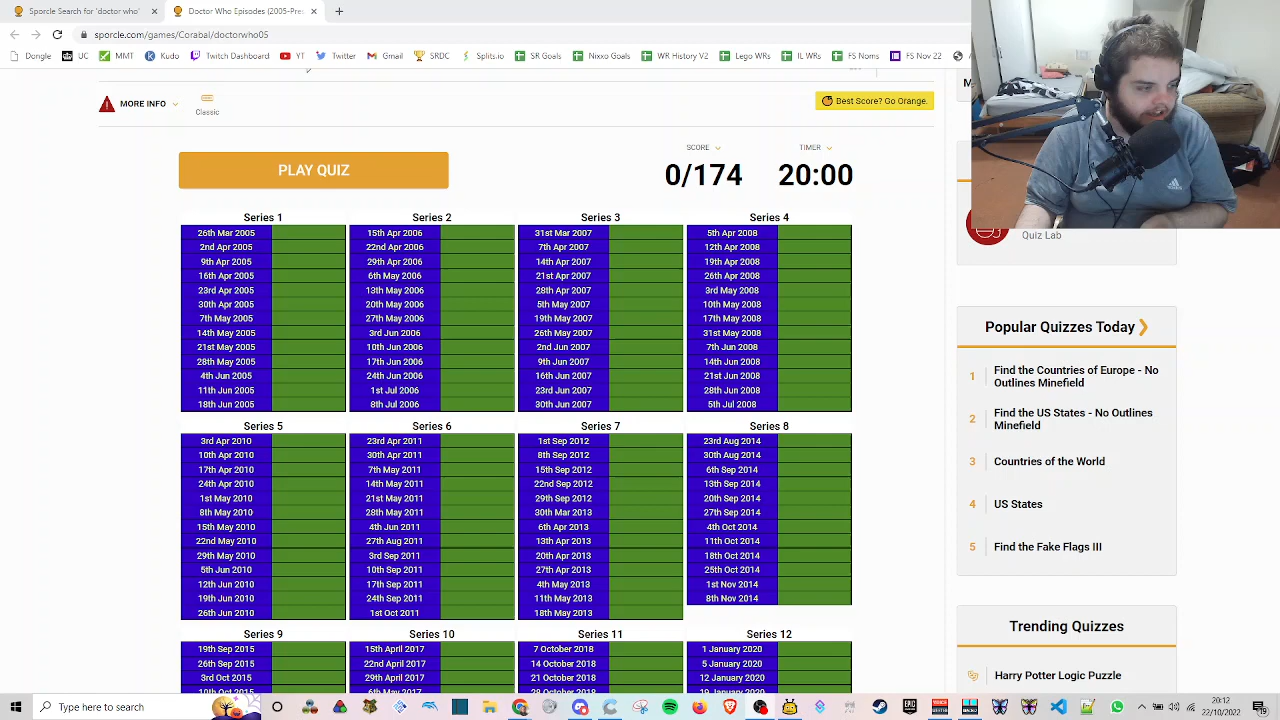 Sporcle Search for 'doctor who'
Doctor Who Episodes (2005-Pre
sporcle.com/games/Corabal/doctorwho05
Dongle UC MMT Kudos YT Twitter Gmail SRDC Splits.io SR Goals Nixxo Goals WR History V2 Lego WRs IL WRs FS Goals FS Nov 22
MORE INFO
Classic
Best Score? Go Orange.
PLAY QUIZ
SCORE
TIMER
0/174
20:00
Quiz Lab
Series 1
26th Mar 2005
2nd Apr 2005
9th Apr 2005
16th Apr 2005
23rd Apr 2005
30th Apr 2005
7th May 2005
14th May 2005
21st May 2005
28th May 2005
4th Jun 2005
11th Jun 2005
18th Jun 2005
Series 2
15th Apr 2006
22nd Apr 2006
29th Apr 2006
6th May 2006
13th May 2006
20th May 2006
27th May 2006
3rd Jun 2006
10th Jun 2006
17th Jun 2006
24th Jun 2006
1st Jul 2006
8th Jul 2006
Series 3
31st Mar 2007
7th Apr 2007
14th Apr 2007
21st Apr 2007
28th Apr 2007
5th May 2007
19th May 2007
26th May 2007
2nd Jun 2007
9th Jun 2007
16th Jun 2007
23rd Jun 2007
30th Jun 2007
Series 4
5th Apr 2008
12th Apr 2008
19th Apr 2008
26th Apr 2008
3rd May 2008
10th May 2008
17th May 2008
31st May 2008
7th Jun 2008
14th Jun 2008
21st Jun 2008
28th Jun 2008
5th Jul 2008
Series 5
3rd Apr 2010
10th Apr 2010
17th Apr 2010
24th Apr 2010
1st May 2010
8th May 2010
15th May 2010
22nd May 2010
29th May 2010
5th Jun 2010
12th Jun 2010
19th Jun 2010
26th Jun 2010
Series 6
23rd Apr 2011
30th Apr 2011
7th May 2011
14th May 2011
21st May 2011
28th May 2011
4th Jun 2011
27th Aug 2011
3rd Sep 2011
10th Sep 2011
17th Sep 2011
24th Sep 2011
1st Oct 2011
Series 7
1st Sep 2012
8th Sep 2012
15th Sep 2012
22nd Sep 2012
29th Sep 2012
30th Mar 2013
6th Apr 2013
13th Apr 2013
20th Apr 2013
27th Apr 2013
4th May 2013
11th May 2013
18th May 2013
Series 8
23rd Aug 2014
30th Aug 2014
6th Sep 2014
13th Sep 2014
20th Sep 2014
27th Sep 2014
4th Oct 2014
11th Oct 2014
18th Oct 2014
25th Oct 2014
1st Nov 2014
8th Nov 2014
Series 9
19th Sep 2015
26th Sep 2015
3rd Oct 2015
10th Oct 2015
Series 10
15th April 2017
22nd April 2017
29th April 2017
6th May 2017
Series 11
7 October 2018
14 October 2018
21 October 2018
28 October 2018
Series 12
1 January 2020
5 January 2020
12 January 2020
19 January 2020
Popular Quizzes Today
1 Find the Countries of Europe - No
Outlines Minefield
2 Find the US States - No Outlines
Minefield
3 Countries of the World
4 US States
5 Find the Fake Flags III
Trending Quizzes
Harry Potter Logic Puzzle
Type here to search
20:12
22/10/2022